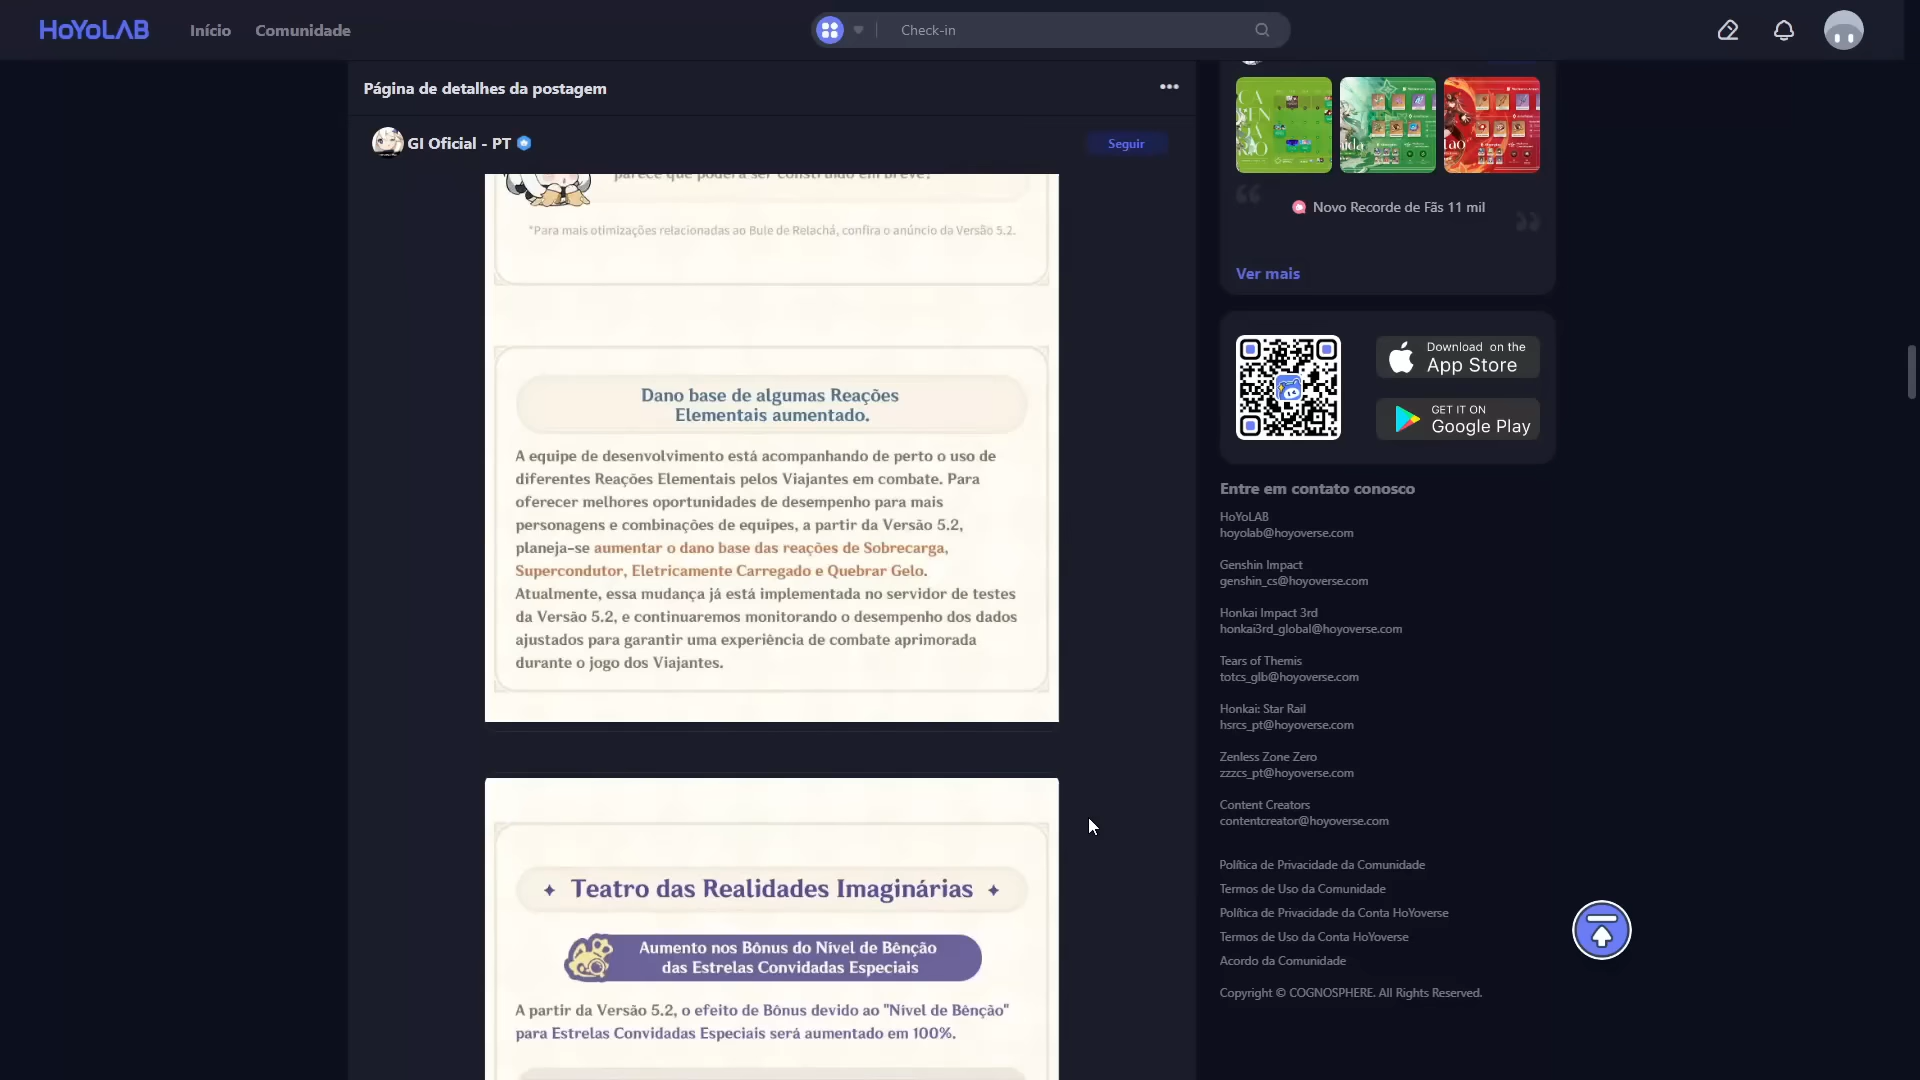 HoYoLAB
Início
Comunidade
Check-in
Página de detalhes da postagem
GI Oficial - PT
Seguir
parece que poderá ser construído em breve?
*Para mais otimizações relacionadas ao Bule de Relachá, confira o anúncio da Versão 5.2.
Dano base de algumas Reações
Elementais aumentado.
A equipe de desenvolvimento está acompanhando de perto o uso de
diferentes Reações Elementais pelos Viajantes em combate. Para
oferecer melhores oportunidades de desempenho para mais
personagens e combinações de equipes, a partir da Versão 5.2,
planeja-se aumentar o dano base das reações de Sobrecarga,
Supercondutor, Eletricamente Carregado e Quebrar Gelo.
Atualmente, essa mudança já está implementada no servidor de testes
da Versão 5.2, e continuaremos monitorando o desempenho dos dados
ajustados para garantir uma experiência de combate aprimorada
durante o jogo dos Viajantes.
Teatro das Realidades Imaginárias
Aumento nos Bônus do Nível de Bênção
das Estrelas Convidadas Especiais
A partir da Versão 5.2, o efeito de Bônus devido ao "Nível de Bênção"
para Estrelas Convidadas Especiais será aumentado em 100%.
Novo Recorde de Fãs 11 mil
Ver mais
Download on the
App Store
GET IT ON
Google Play
Entre em contato conosco
HoYoLAB
hoyolab@hoyoverse.com
Genshin Impact
genshin_cs@hoyoverse.com
Honkai Impact 3rd
honkai3rd_global@hoyoverse.com
Tears of Themis
totcs_glb@hoyoverse.com
Honkai: Star Rail
hsrcs_pt@hoyoverse.com
Zenless Zone Zero
zzzcs_pt@hoyoverse.com
Content Creators
contentcreator@hoyoverse.com
Política de Privacidade da Comunidade
Termos de Uso da Comunidade
Política de Privacidade da Conta HoYoverse
Termos de Uso da Conta HoYoverse
Acordo da Comunidade
Copyright © COGNOSPHERE. All Rights Reserved.